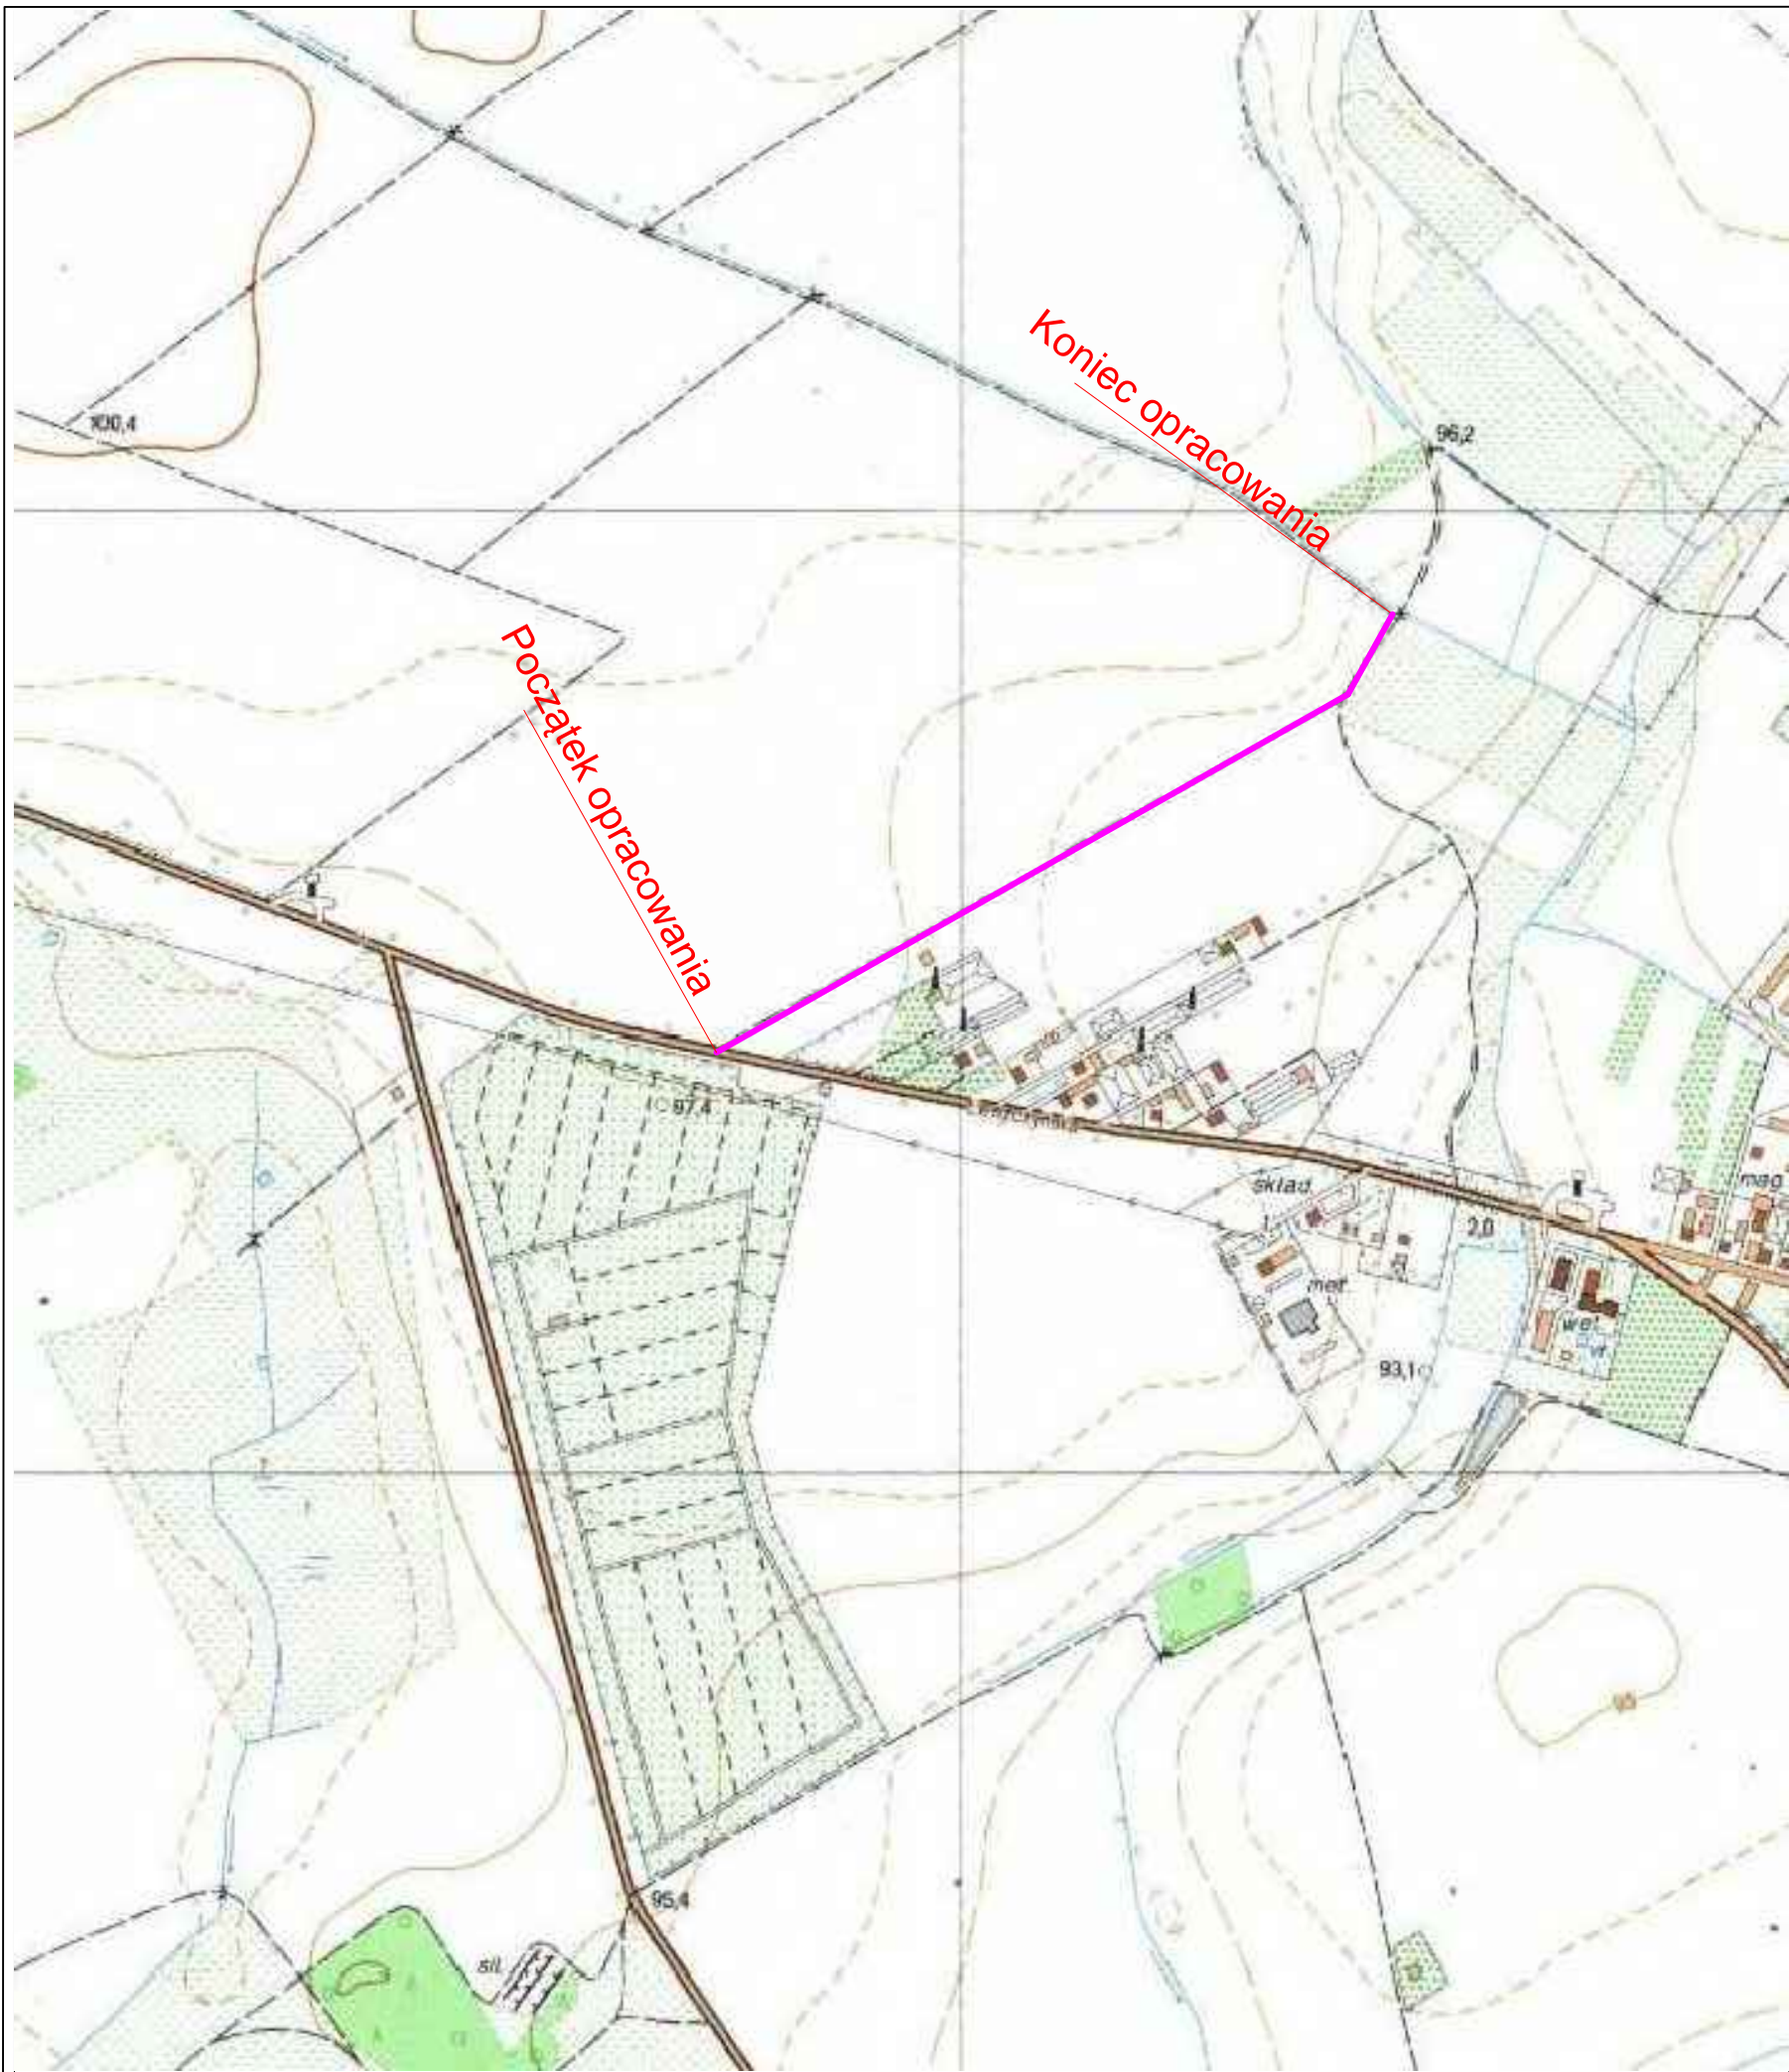 Koniec opracowania
100,4
96,2
Początek opracowania
97,4
skład
mag
2,0
met.
wet
93,1
95,4
sil.